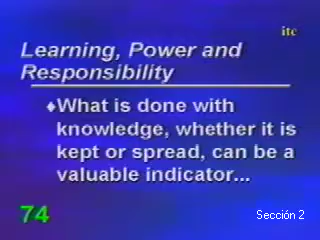 itc
Learning, Power and
Responsibility
♦What is done with
knowledge, whether it is
kept or spread, can be a
valuable indicator...
74
Sección 2